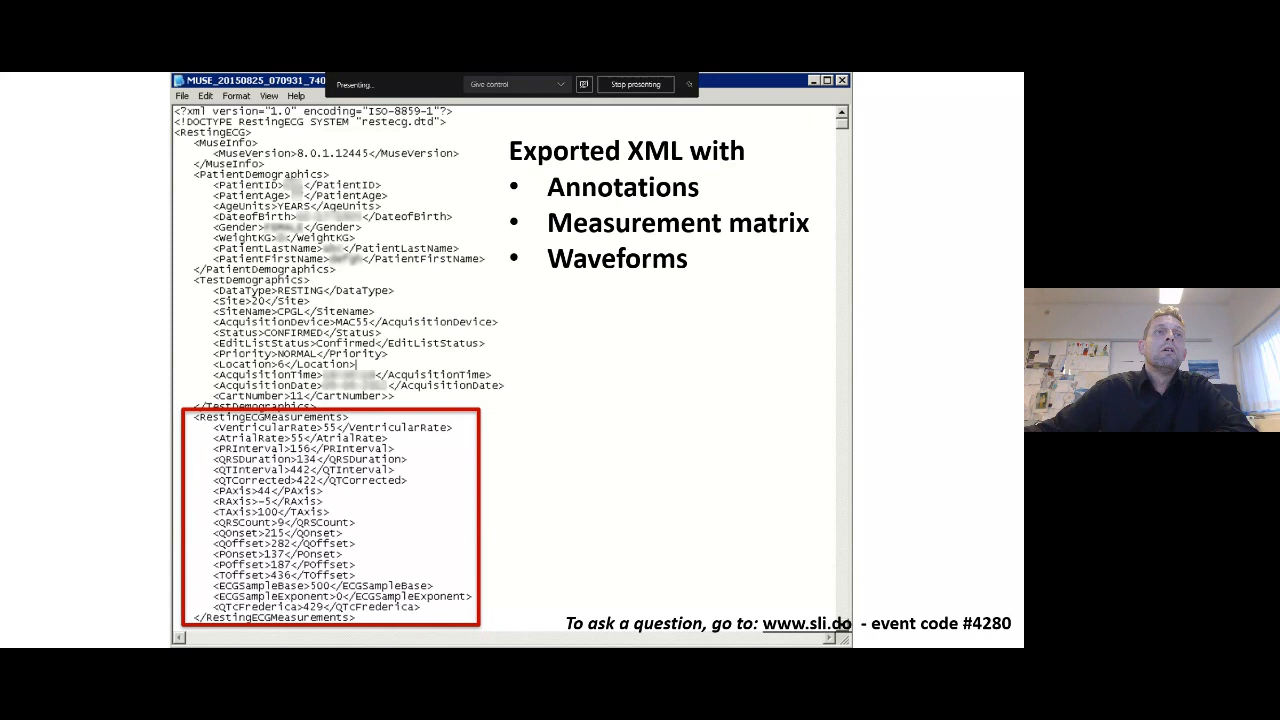 MUSE_20150825_070931_740
Presenting...
Give control
Stop presenting
File Edit Format View Help
<?xml version="1.0" encoding="ISO-8859-1"?>
<!DOCTYPE RestingECG SYSTEM "restecg.dtd">
<RestingECG>
<MuseInfo>
<MuseVersion>8.0.1.12445</MuseVersion>
</MuseInfo>
<PatientDemographics>
<PatientID></PatientID>
<PatientAge></PatientAge>
<AgeUnits>YEARS</AgeUnits>
<DateofBirth></DateofBirth>
<Gender></Gender>
<WeightKG></WeightKG>
<PatientLastName></PatientLastName>
<PatientFirstName></PatientFirstName>
</PatientDemographics>
<TestDemographics>
<DataType>RESTING</DataType>
<Site>20</Site>
<SiteName>CPGL</SiteName>
<AcquisitionDevice>MAC55</AcquisitionDevice>
<Status>CONFIRMED</Status>
<EditListStatus>Confirmed</EditListStatus>
<Priority>NORMAL</Priority>
<Location>6</Location>
<AcquisitionTime></AcquisitionTime>
<AcquisitionDate></AcquisitionDate>
<CartNumber>11</CartNumber>>
</TestDemographics>
<RestingECGMeasurements>
<VentricularRate>55</VentricularRate>
<AtrialRate>55</AtrialRate>
<PRInterval>156</PRInterval>
<QRSDuration>134</QRSDuration>
<QTInterval>442</QTInterval>
<QTCorrected>422</QTCorrected>
<PAxis>44</PAxis>
<RAxis>-5</RAxis>
<TAxis>100</TAxis>
<QRSCount>9</QRSCount>
<QOnset>215</QOnset>
<QOffset>282</QOffset>
<POnset>137</POnset>
<POffset>187</POffset>
<TOffset>436</TOffset>
<ECGSampleBase>500</ECGSampleBase>
<ECGSampleExponent>0</ECGSampleExponent>
<QTcFrederica>429</QTcFrederica>
</RestingECGMeasurements>
Exported XML with
• Annotations
• Measurement matrix
• Waveforms
To ask a question, go to: www.sli.do - event code #4280